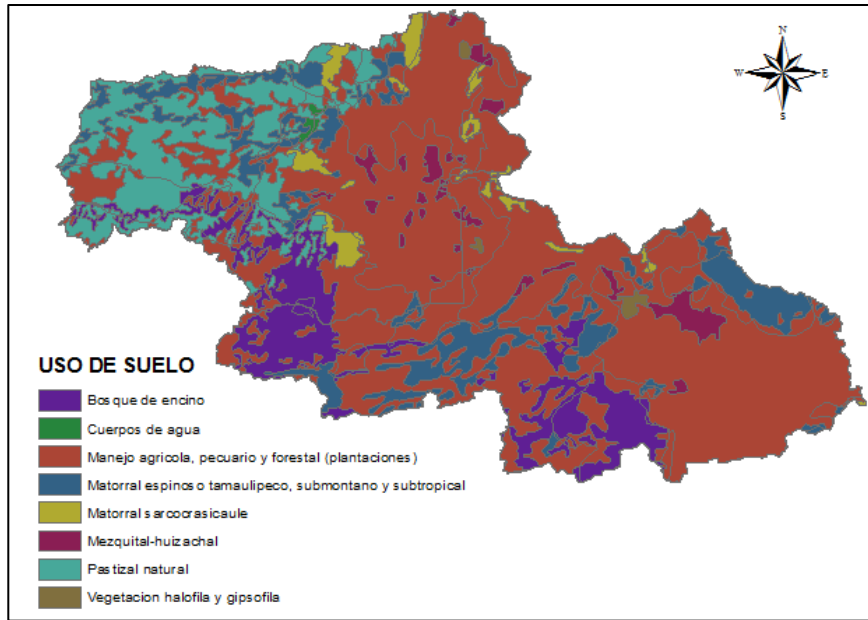 N
W E
S
USO DE SUELO
Bosque de encino
Cuerpos de agua
Manejo agricola, pecuario y forestal (plantaciones)
Matorral espinoso tamaulipeco, submontano y subtropical
Matorral sarcocrasicaule
Mezquital-huizachal
Pastizal natural
Vegetacion halofila y gipsofila